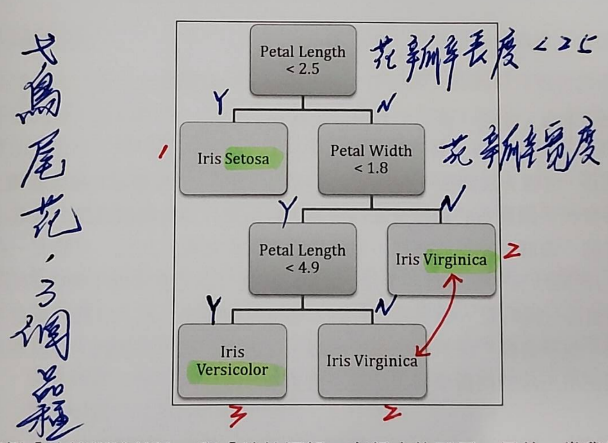 Petal Length
< 2.5
花瓣長度 < 2.5
Y
N
1
Iris Setosa
Petal Width
< 1.8
花瓣寬度
Y
N
Petal Length
< 4.9
Iris Virginica
2
Y
N
Iris
Versicolor
Iris Virginica
3
2
鳶尾花，3個品種